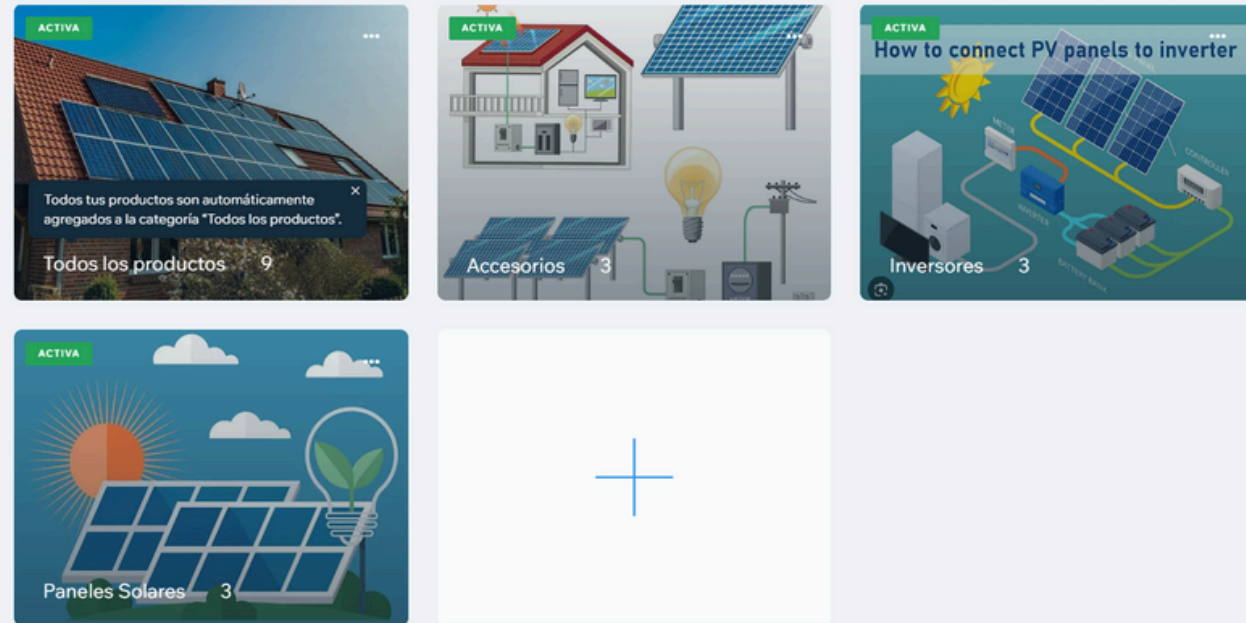 ACTIVA
Todos tus productos son automáticamente
agregados a la categoría "Todos los productos".
Todos los productos 9
ACTIVA
Accesorios 3
ACTIVA
How to connect PV panels to inverter
METER
CONTROLLER
INVERTER
BATTERY BANK
Inversores 3
ACTIVA
Paneles Solares 3